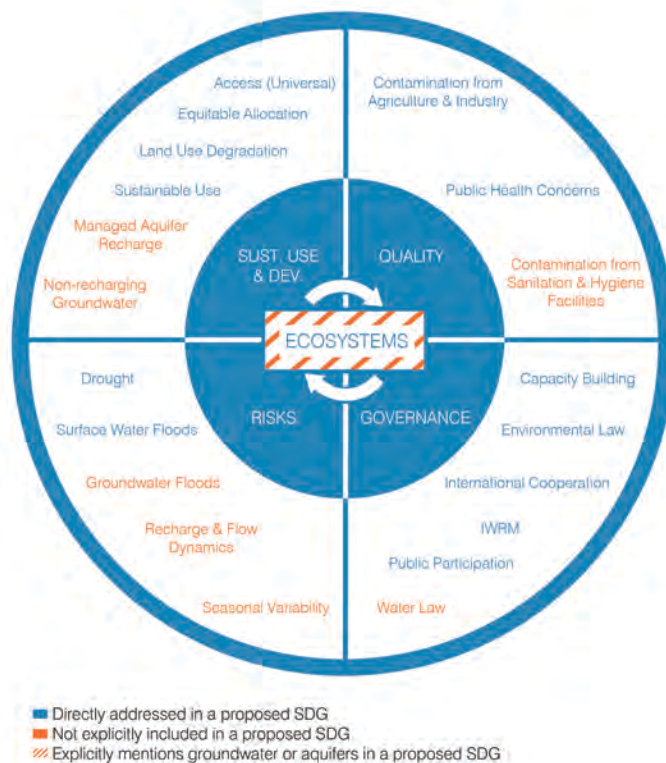 Access (Universal)
Equitable Allocation
Land Use Degradation
Sustainable Use
Managed Aquifer
Recharge
Non-recharging
Groundwater
Contamination from
Agriculture & Industry
Public Health Concerns
Contamination from
Sanitation & Hygiene
Facilities
SUST. USE
& DEV.
QUALITY
ECOSYSTEMS
RISKS
GOVERNANCE
Drought
Surface Water Floods
Groundwater Floods
Recharge & Flow
Dynamics
Seasonal Variability
Capacity Building
Environmental Law
International Cooperation
IWRM
Public Participation
Water Law
Directly addressed in a proposed SDG
Not explicitly included in a proposed SDG
Explicitly mentions groundwater or aquifers in a proposed SDG